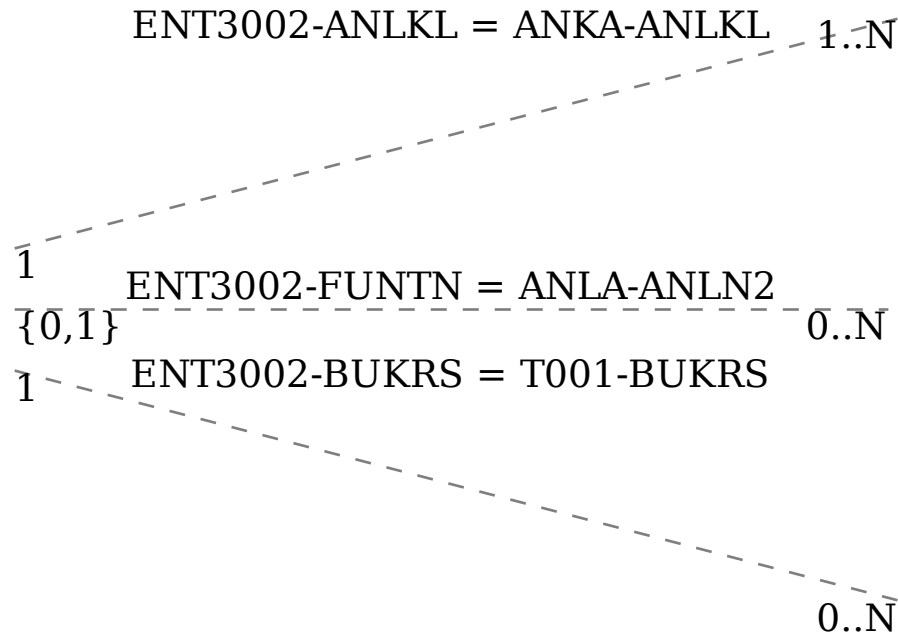 ENT3002-ANLKL = ANKA-ANLKL
1..N
1
ENT3002-FUNTN = ANLA-ANLN2
{0,1}
0..N
ENT3002-BUKRS = T001-BUKRS
1
0..N